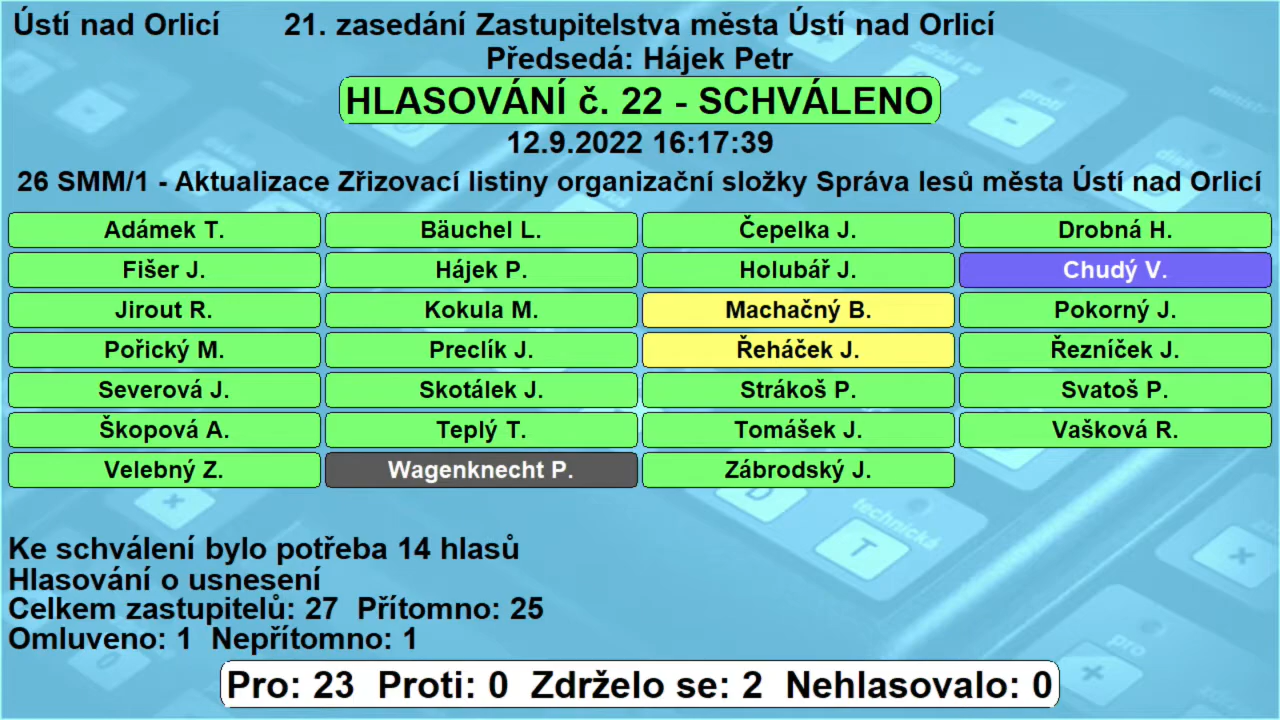 Ústí nad Orlicí 21. zasedání Zastupitelstva města Ústí nad Orlicí
Předsedá: Hájek Petr
HLASOVÁNÍ č. 22 - SCHVÁLENO
12.9.2022 16:17:39
26 SMM/1 - Aktualizace Zřizovací listiny organizační složky Správa lesů města Ústí nad Orlicí
Adámek T. Bäuchel L. Čepelka J. Drobná H.
Fišer J. Hájek P. Holubář J. Chudý V.
Jirout R. Kokula M. Machačný B. Pokorný J.
Pořický M. Preclík J. Řeháček J. Řezníček J.
Severová J. Skotálek J. Strákoš P. Svatoš P.
Škopová A. Teplý T. Tomášek J. Vašková R.
Velebný Z. Wagenknecht P. Zábrodský J.
Ke schválení bylo potřeba 14 hlasů
Hlasování o usnesení
Celkem zastupitelů: 27 Přítomno: 25
Omluveno: 1 Nepřítomno: 1
Pro: 23 Proti: 0 Zdrželo se: 2 Nehlasovalo: 0
proti
-
D
technická
T
pro
+